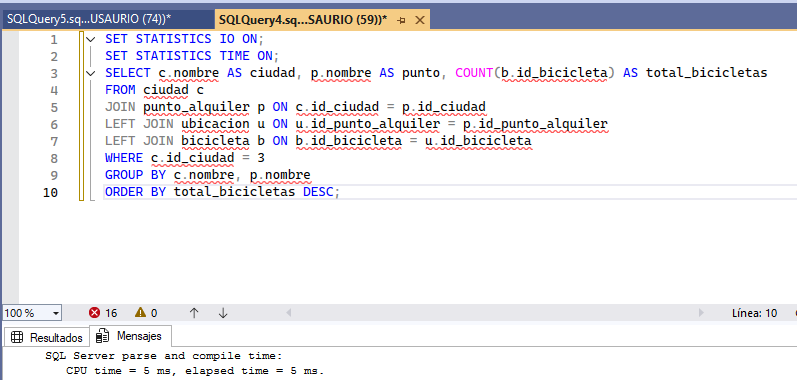 SQLQuery5.sq...USAURIO (74))* SQLQuery4.sq...SAURIO (59))*
1 SET STATISTICS IO ON;
2 SET STATISTICS TIME ON;
3 SELECT c.nombre AS ciudad, p.nombre AS punto, COUNT(b.id_bicicleta) AS total_bicicletas
4 FROM ciudad c
5 JOIN punto_alquiler p ON c.id_ciudad = p.id_ciudad
6 LEFT JOIN ubicacion u ON u.id_punto_alquiler = p.id_punto_alquiler
7 LEFT JOIN bicicleta b ON b.id_bicicleta = u.id_bicicleta
8 WHERE c.id_ciudad = 3
9 GROUP BY c.nombre, p.nombre
10 ORDER BY total_bicicletas DESC;
100 % 16 0 Línea: 10
Resultados Mensajes
SQL Server parse and compile time:
CPU time = 5 ms, elapsed time = 5 ms.